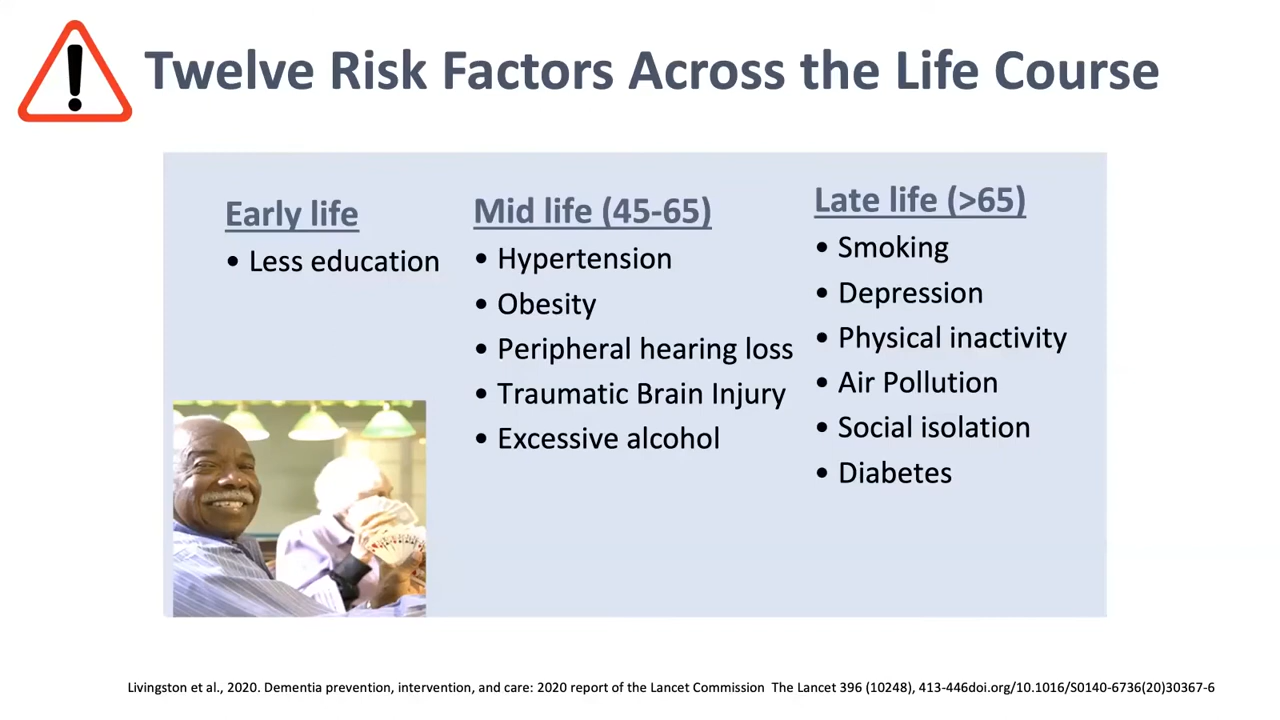 Twelve Risk Factors Across the Life Course
Early life
• Less education
Mid life (45-65)
• Hypertension
• Obesity
• Peripheral hearing loss
• Traumatic Brain Injury
• Excessive alcohol
Late life (>65)
• Smoking
• Depression
• Physical inactivity
• Air Pollution
• Social isolation
• Diabetes
Livingston et al., 2020. Dementia prevention, intervention, and care: 2020 report of the Lancet Commission  The Lancet 396 (10248), 413-446doi.org/10.1016/S0140-6736(20)30367-6